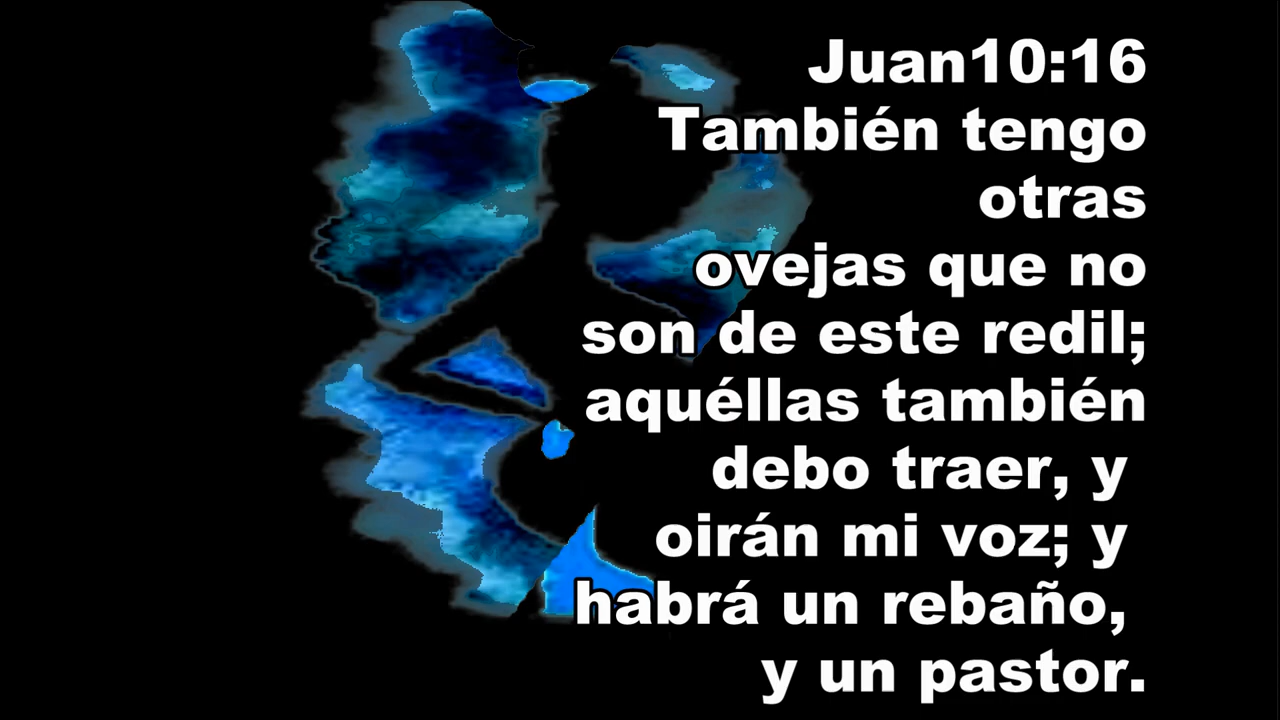 Juan10:16
También tengo
otras
ovejas que no
son de este redil;
aquéllas también
debo traer, y
oirán mi voz; y
habrá un rebaño,
y un pastor.